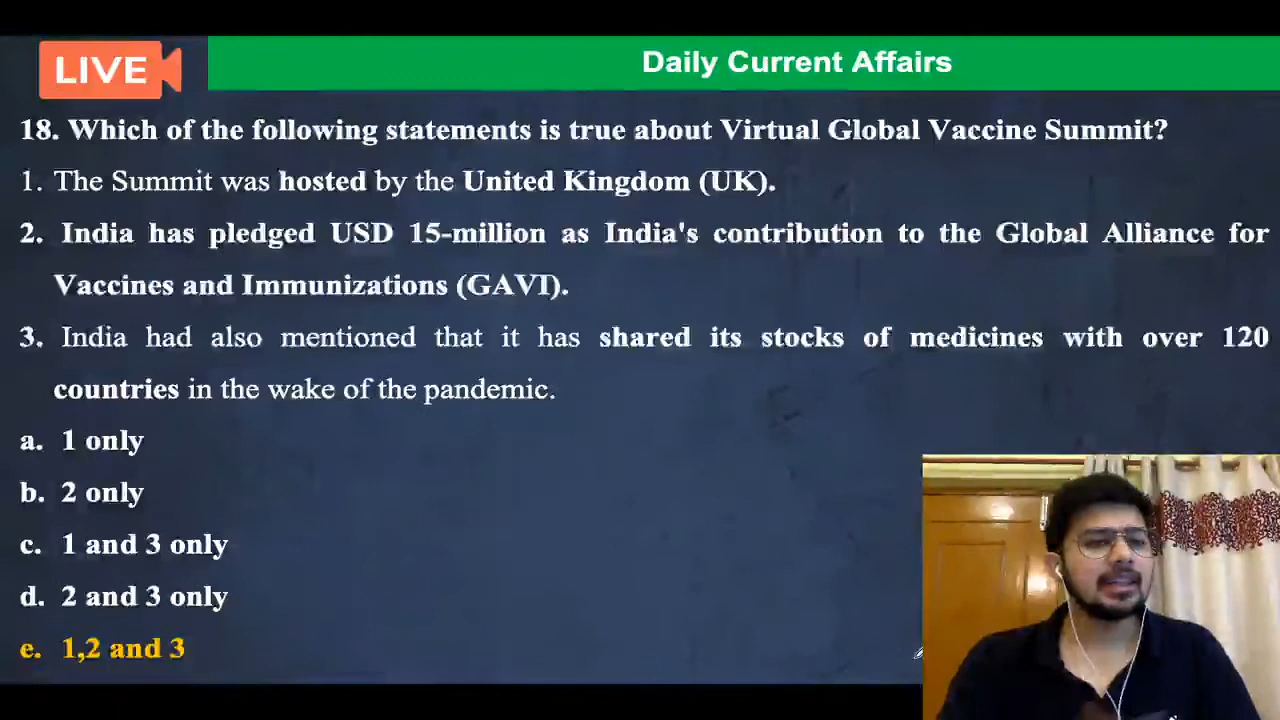 LIVE
Daily Current Affairs
18. Which of the following statements is true about Virtual Global Vaccine Summit?
1. The Summit was hosted by the United Kingdom (UK).
2. India has pledged USD 15-million as India's contribution to the Global Alliance for
Vaccines and Immunizations (GAVI).
3. India had also mentioned that it has shared its stocks of medicines with over 120
countries in the wake of the pandemic.
a. 1 only
b. 2 only
c. 1 and 3 only
d. 2 and 3 only
e. 1,2 and 3